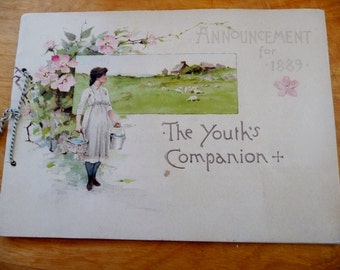 ANNOUNCEMENT
for
1889
The Youth's
Companion +